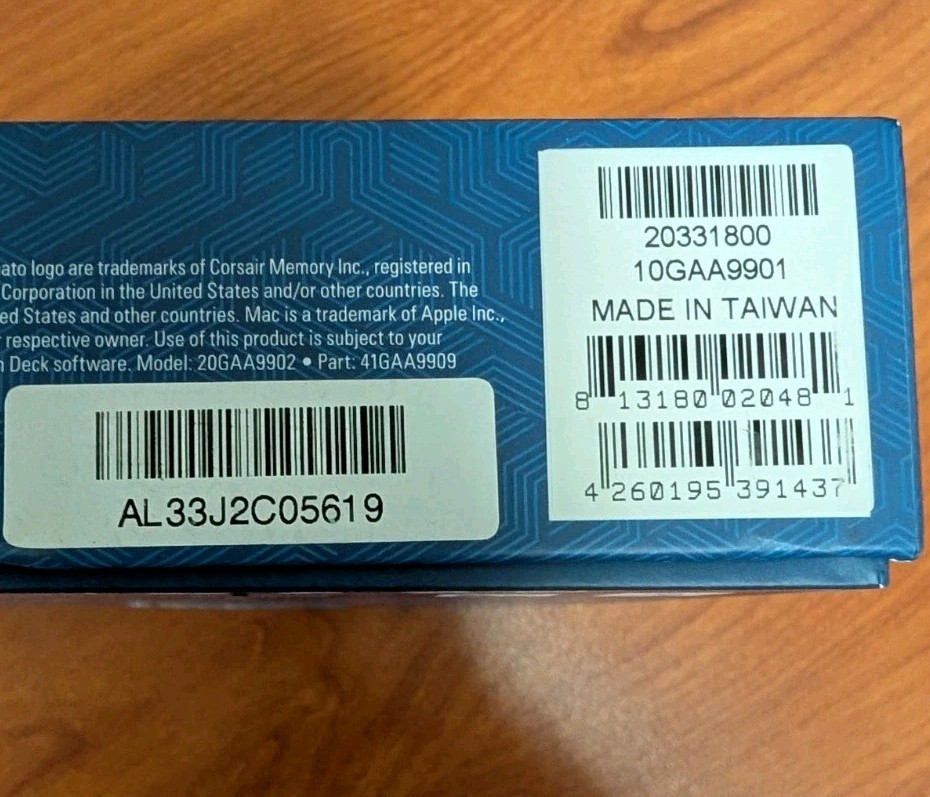 ato logo are trademarks of Corsair Memory Inc., registered in
Corporation in the United States and/or other countries. The
ed States and other countries. Mac is a trademark of Apple Inc.,
respective owner. Use of this product is subject to your
Deck software. Model: 20GAA9902 • Part: 41GAA9909
AL33J2C05619
20331800
10GAA9901
MADE IN TAIWAN
8 13180 02048 1
4 260195 391437